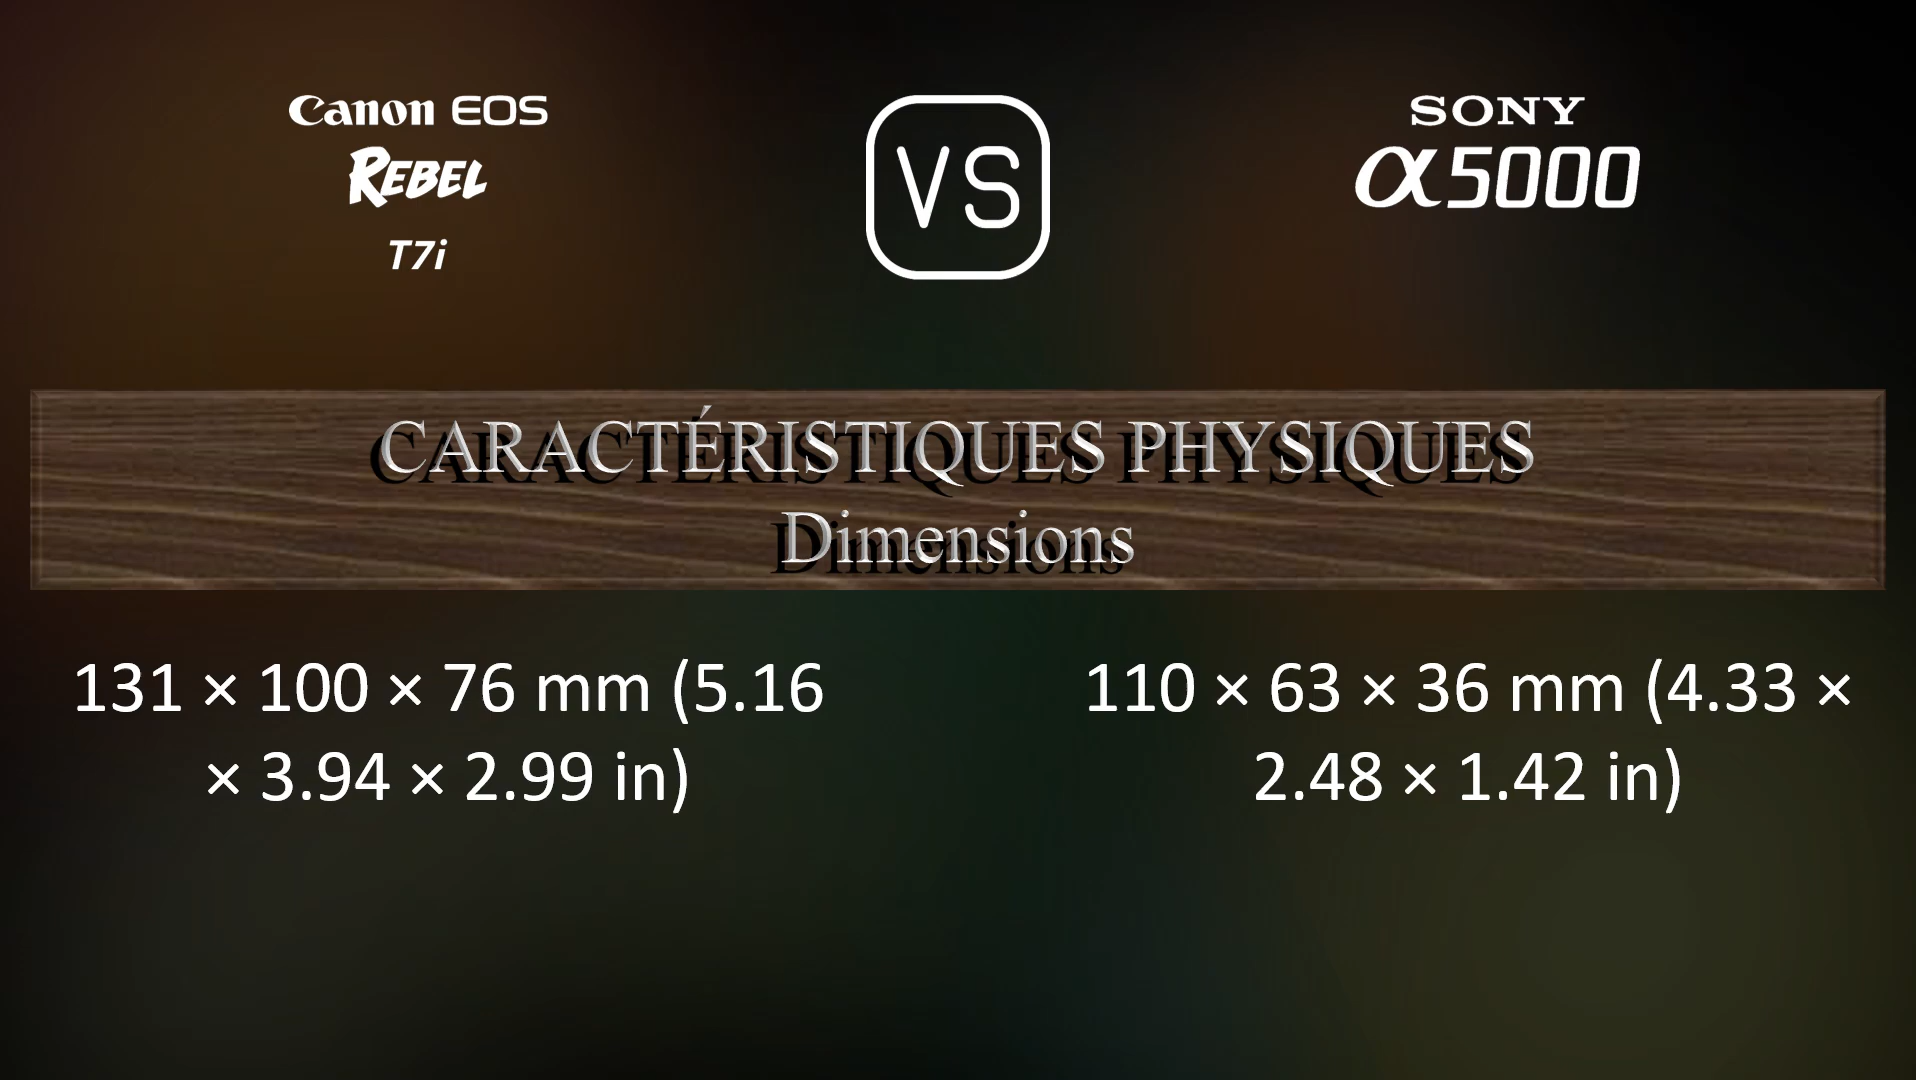 Canon EOS
REBEL
T7i
VS
SONY
α5000
CARACTÉRISTIQUES PHYSIQUES
Dimensions
131 × 100 × 76 mm (5.16
× 3.94 × 2.99 in)
110 × 63 × 36 mm (4.33 ×
2.48 × 1.42 in)